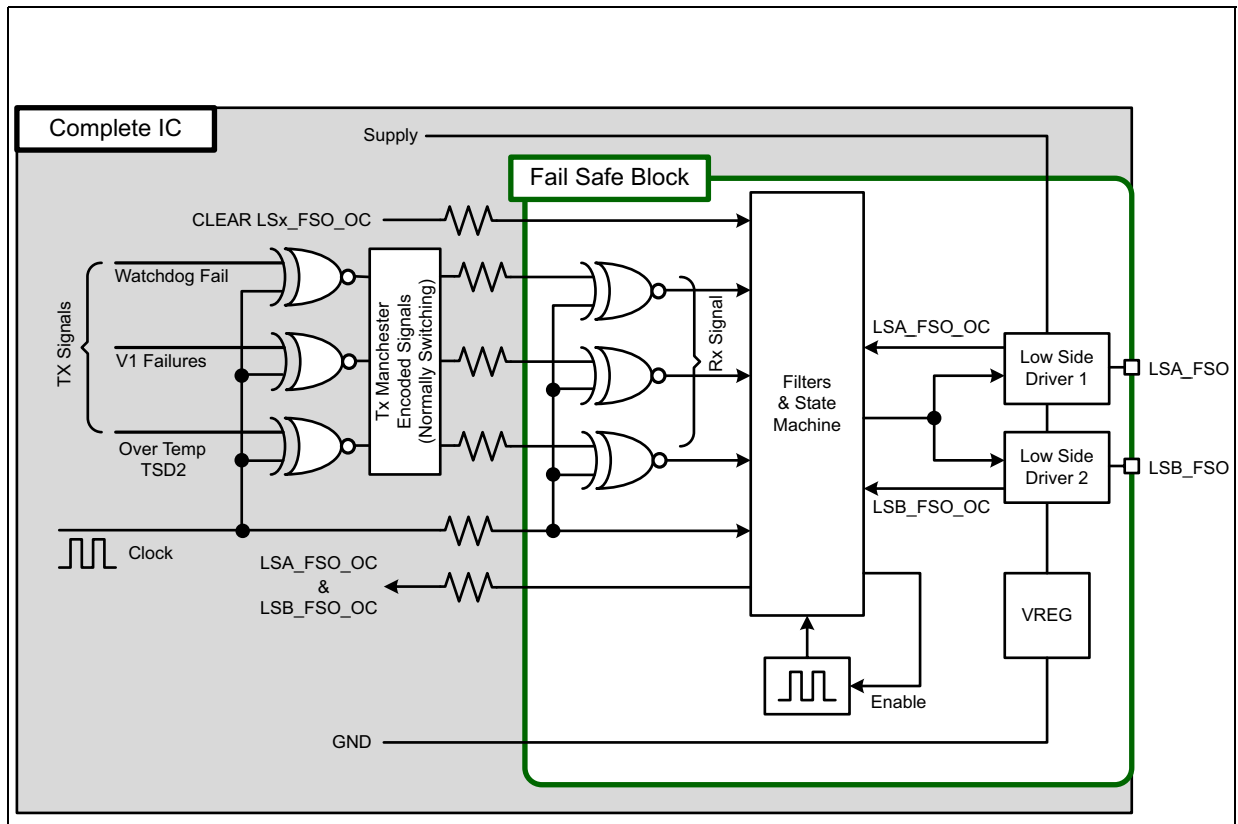 Complete IC
Supply
Fail Safe Block
CLEAR LSx_FSO_OC
TX Signals
Watchdog Fail
V1 Failures
Over Temp
TSD2
Tx Manchester
Encoded Signals
(Normally Switching)
Rx Signal
Filters
& State
Machine
LSA_FSO_OC
Low Side
Driver 1
LSA_FSO
Low Side
Driver 2
LSB_FSO
LSB_FSO_OC
Clock
LSA_FSO_OC
&
LSB_FSO_OC
VREG
Enable
GND